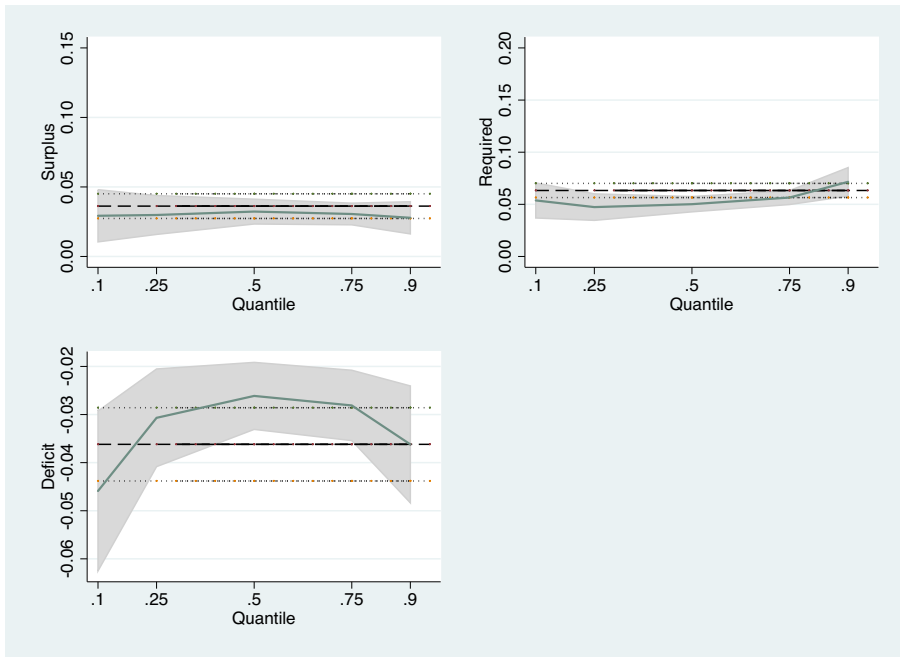 Surplus
0.15
0.10
0.05
0.00
.1 .25 .5 .75 .9
Quantile
Required
0.20
0.15
0.10
0.05
0.00
.1 .25 .5 .75 .9
Quantile
Deficit
-0.02
-0.03
-0.04
-0.05
-0.06
.1 .25 .5 .75 .9
Quantile